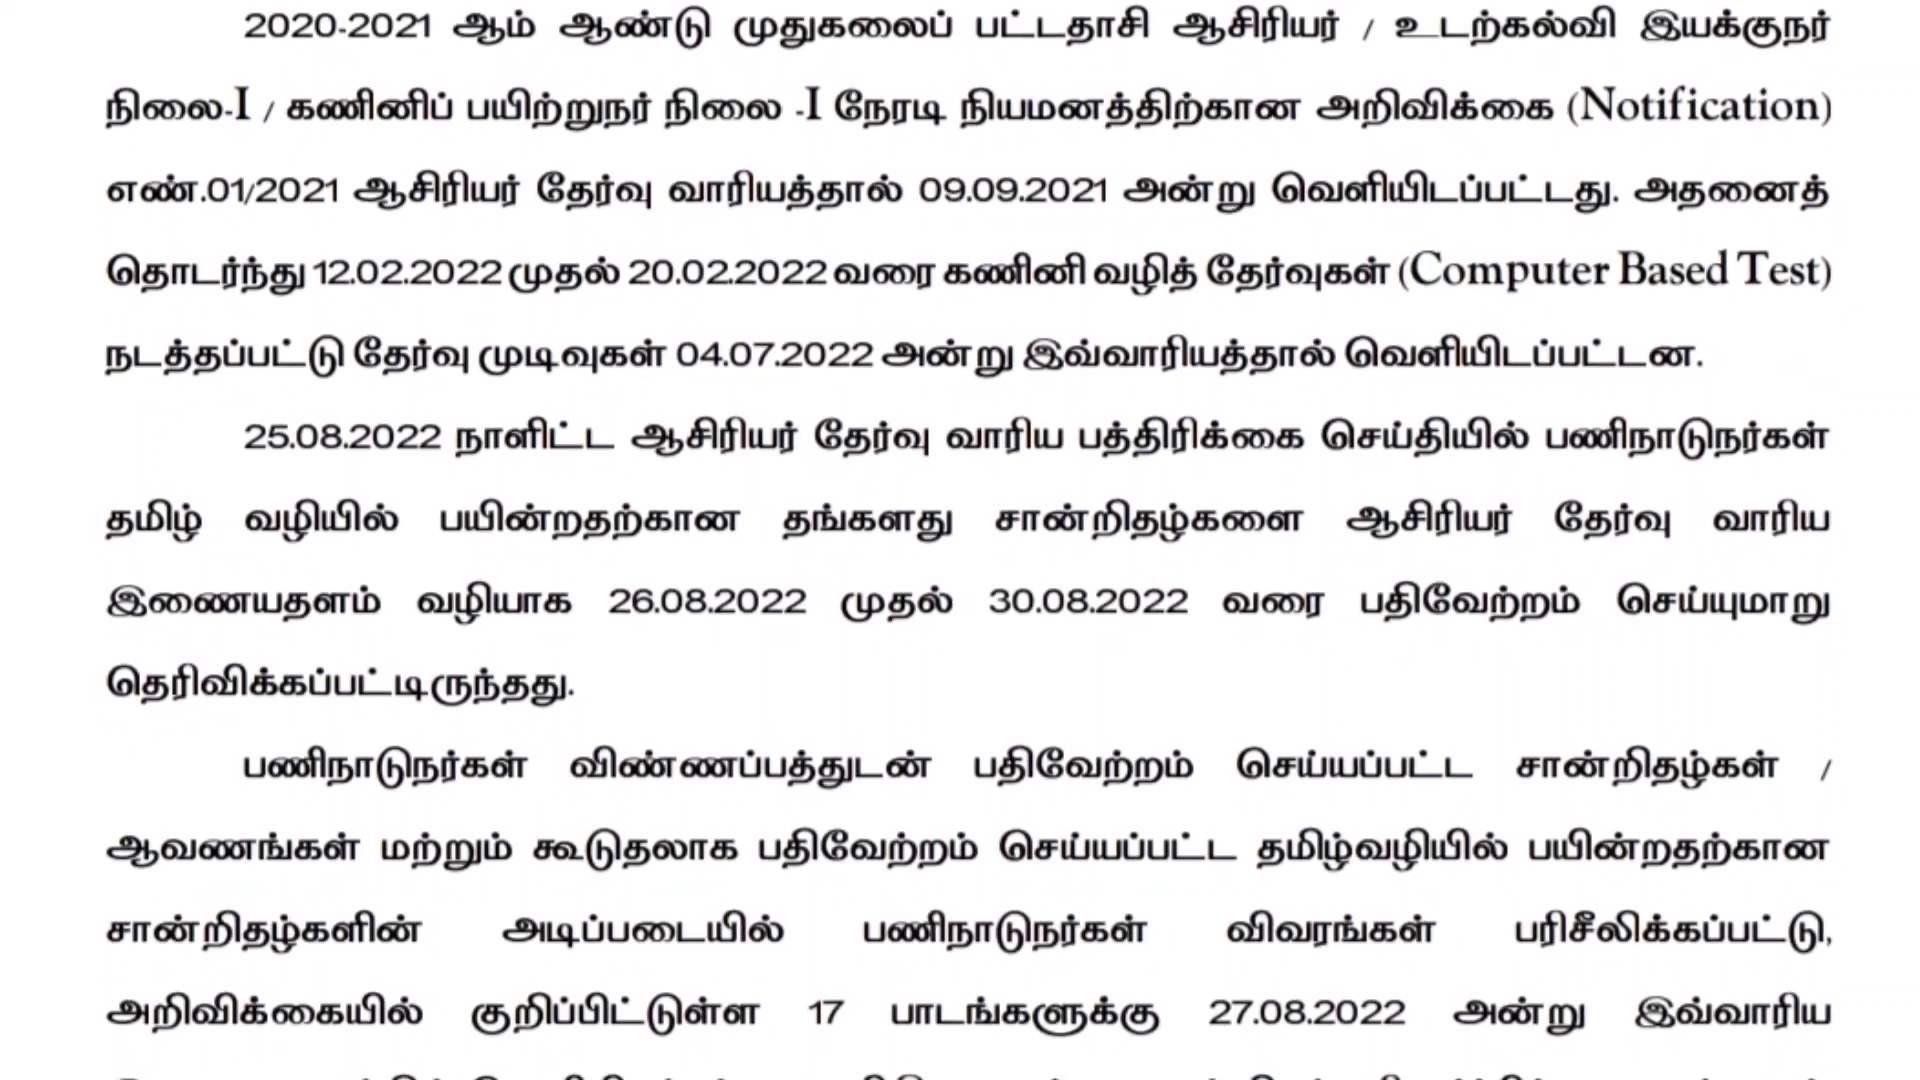 2020-2021 ஆம் ஆண்டு முதுகலைப் பட்டதாசி ஆசிரியர் / உடற்கல்வி இயக்குநர்
நிலை-I / கணினிப் பயிற்றுநர் நிலை -I நேரடி நியமனத்திற்கான அறிவிக்கை (Notification)
எண்.01/2021 ஆசிரியர் தேர்வு வாரியத்தால் 09.09.2021 அன்று வெளியிடப்பட்டது. அதனைத்
தொடர்ந்து 12.02.2022 முதல் 20.02.2022 வரை கணினி வழித் தேர்வுகள் (Computer Based Test)
நடத்தப்பட்டு தேர்வு முடிவுகள் 04.07.2022 அன்று இவ்வாரியத்தால் வெளியிடப்பட்டன.
25.08.2022 நாளிட்ட ஆசிரியர் தேர்வு வாரிய பத்திரிக்கை செய்தியில் பணிநாடுநர்கள்
தமிழ் வழியில் பயின்றதற்கான தங்களது சான்றிதழ்களை ஆசிரியர் தேர்வு வாரிய
இணையதளம் வழியாக 26.08.2022 முதல் 30.08.2022 வரை பதிவேற்றம் செய்யுமாறு
தெரிவிக்கப்பட்டிருந்தது.
பணிநாடுநர்கள் விண்ணப்பத்துடன் பதிவேற்றம் செய்யப்பட்ட சான்றிதழ்கள் /
ஆவணங்கள் மற்றும் கூடுதலாக பதிவேற்றம் செய்யப்பட்ட தமிழ்வழியில் பயின்றதற்கான
சான்றிதழ்களின் அடிப்படையில் பணிநாடுநர்கள் விவரங்கள் பரிசீலிக்கப்பட்டு,
அறிவிக்கையில் குறிப்பிட்டுள்ள 17 பாடங்களுக்கு 27.08.2022 அன்று இவ்வாரிய